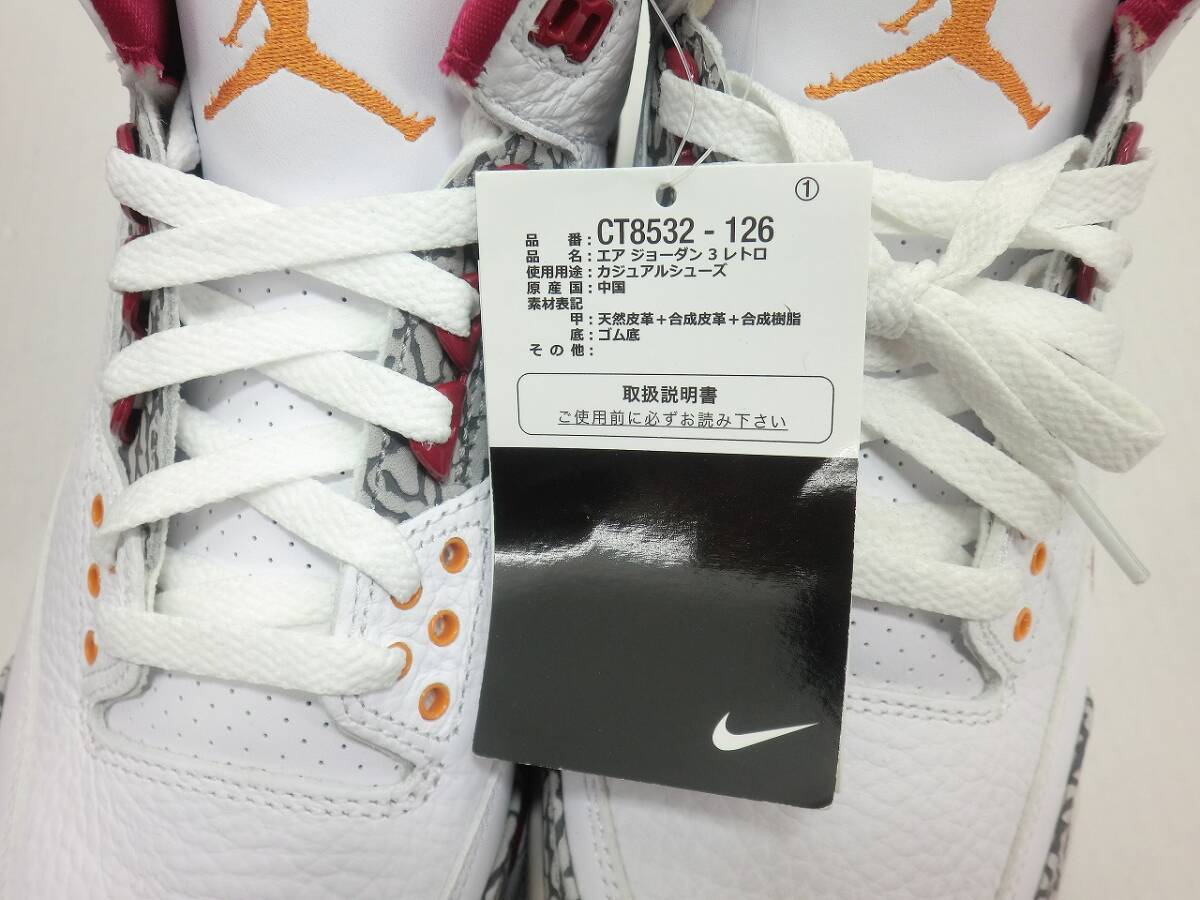 ①
品 番 : CT8532 - 126
品 名 : エア ジョーダン 3 レトロ
使用用途 : カジュアルシューズ
原 産 国 : 中国
素材表記
甲 : 天然皮革＋合成皮革＋合成樹脂
底 : ゴム底
そ の 他 :
取扱説明書
ご使用前に必ずお読み下さい